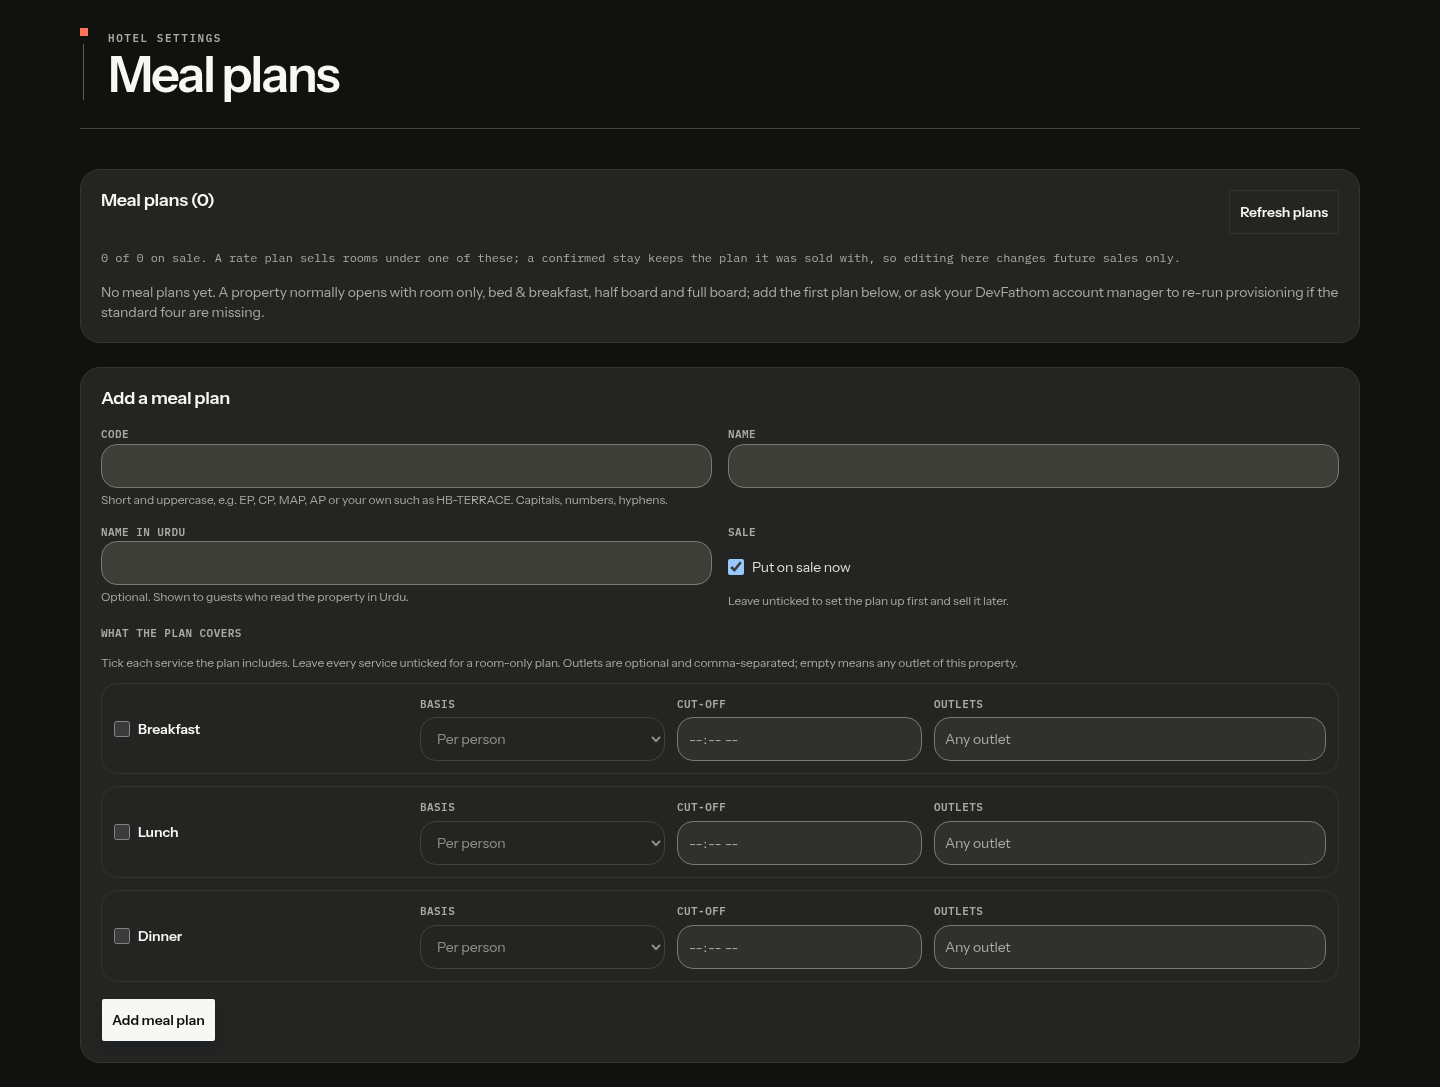 HOTEL SETTINGS
Meal plans
Meal plans (0)
Refresh plans
0 of 0 on sale. A rate plan sells rooms under one of these; a confirmed stay keeps the plan it was sold with, so editing here changes future sales only.
No meal plans yet. A property normally opens with room only, bed & breakfast, half board and full board; add the first plan below, or ask your DevFathom account manager to re-run provisioning if the
standard four are missing.
Add a meal plan
CODE
NAME
Short and uppercase, e.g. EP, CP, MAP, AP or your own such as HB-TERRACE. Capitals, numbers, hyphens.
NAME IN URDU
SALE
Put on sale now
Optional. Shown to guests who read the property in Urdu.
Leave unticked to set the plan up first and sell it later.
WHAT THE PLAN COVERS
Tick each service the plan includes. Leave every service unticked for a room-only plan. Outlets are optional and comma-separated; empty means any outlet of this property.
BASIS
CUT-OFF
OUTLETS
Breakfast
Per person
--:-- --
Any outlet
BASIS
CUT-OFF
OUTLETS
Lunch
Per person
--:-- --
Any outlet
BASIS
CUT-OFF
OUTLETS
Dinner
Per person
--:-- --
Any outlet
Add meal plan